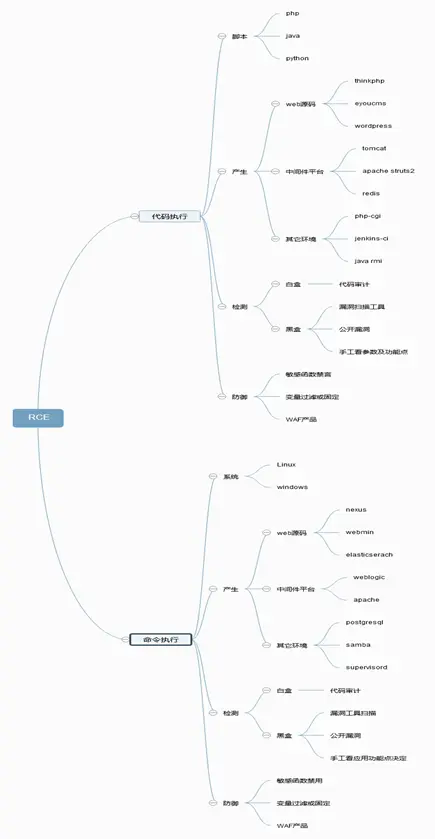 php
脚本
java
python
thinkphp
web源码
eyoucms
wordpress
tomcat
产生
中间件平台
apache struts2
redis
php-cgi
代码执行
其它环境
jenkins-ci
java rmi
白盒
代码审计
检测
漏洞扫描工具
黑盒
公开漏洞
手工看参数及功能点
敏感函数禁宫
防御
变量过滤或固定
WAF产品
RCE
Linux
系统
windows
nexus
web源码
webmin
elasticserach
weblogic
产生
中间件平台
apache
postgresql
命令执行
其它环境
samba
supervisord
白盒
代码审计
检测
漏洞工具扫描
黑盒
公开漏洞
手工看应用功能点决定
敏感函数禁用
防御
变量过滤或固定
WAF产品